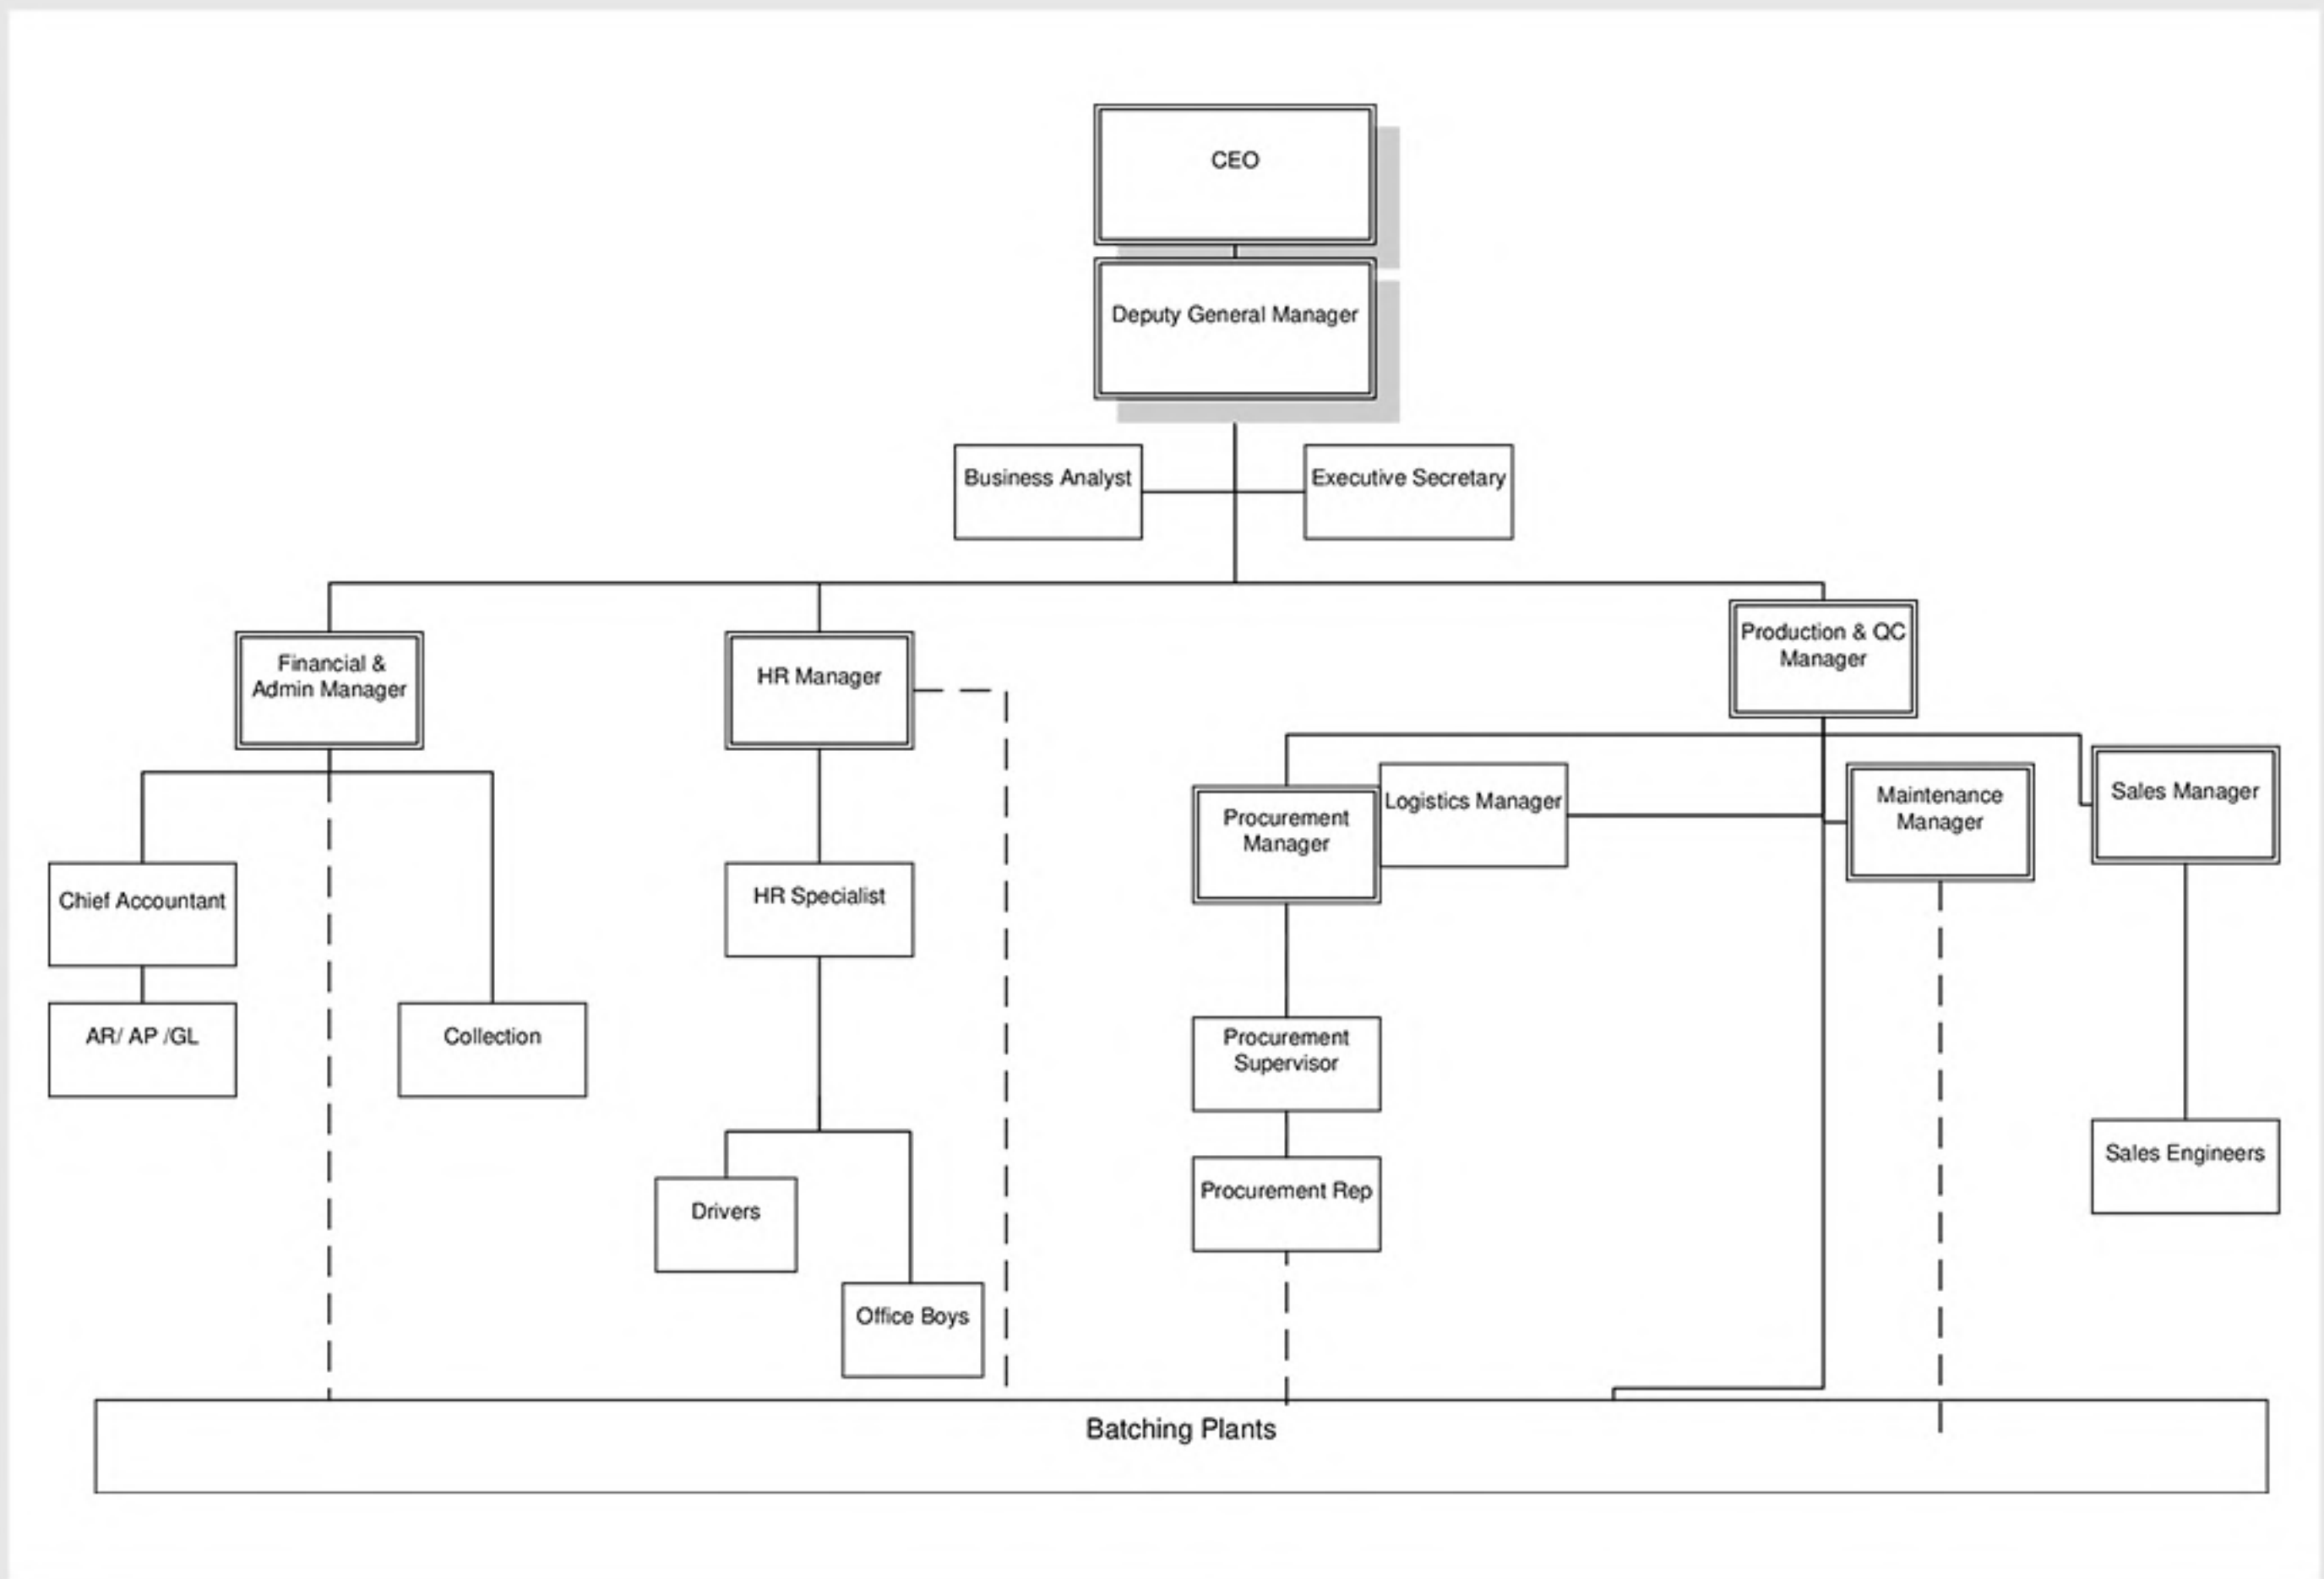 CEO
Deputy General Manager
Business Analyst
Executive Secretary
Financial &
Admin Manager
HR Manager
Production & QC
Manager
Procurement
Manager
Logistics Manager
Maintenance
Manager
Sales Manager
Chief Accountant
HR Specialist
AR/ AP /GL
Collection
Procurement
Supervisor
Procurement Rep
Sales Engineers
Drivers
Office Boys
Batching Plants